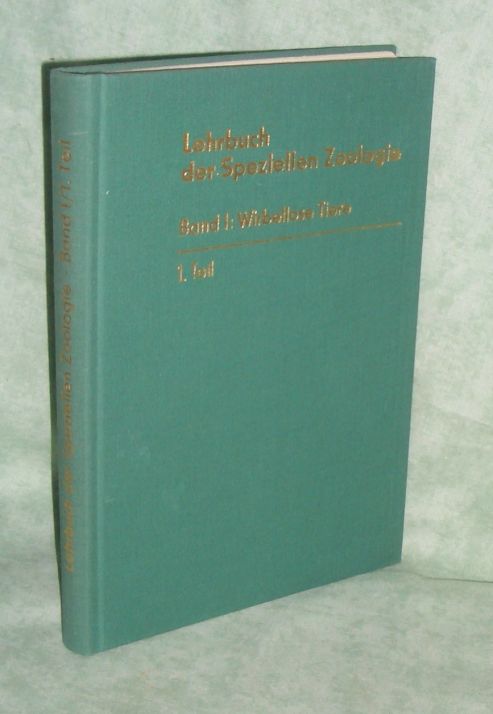 Lehrbuch
der Speziellen Zoologie
Band I: Wirbellose Tiere
1. Teil
Lehrbuch der Speziellen Zoologie - Band I/1. Teil